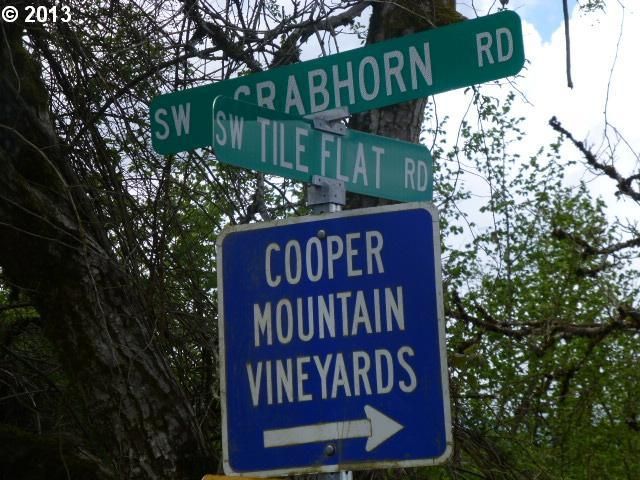 © 2013
SW GRABHORN RD
SW TILE FLAT RD
COOPER
MOUNTAIN
VINEYARDS